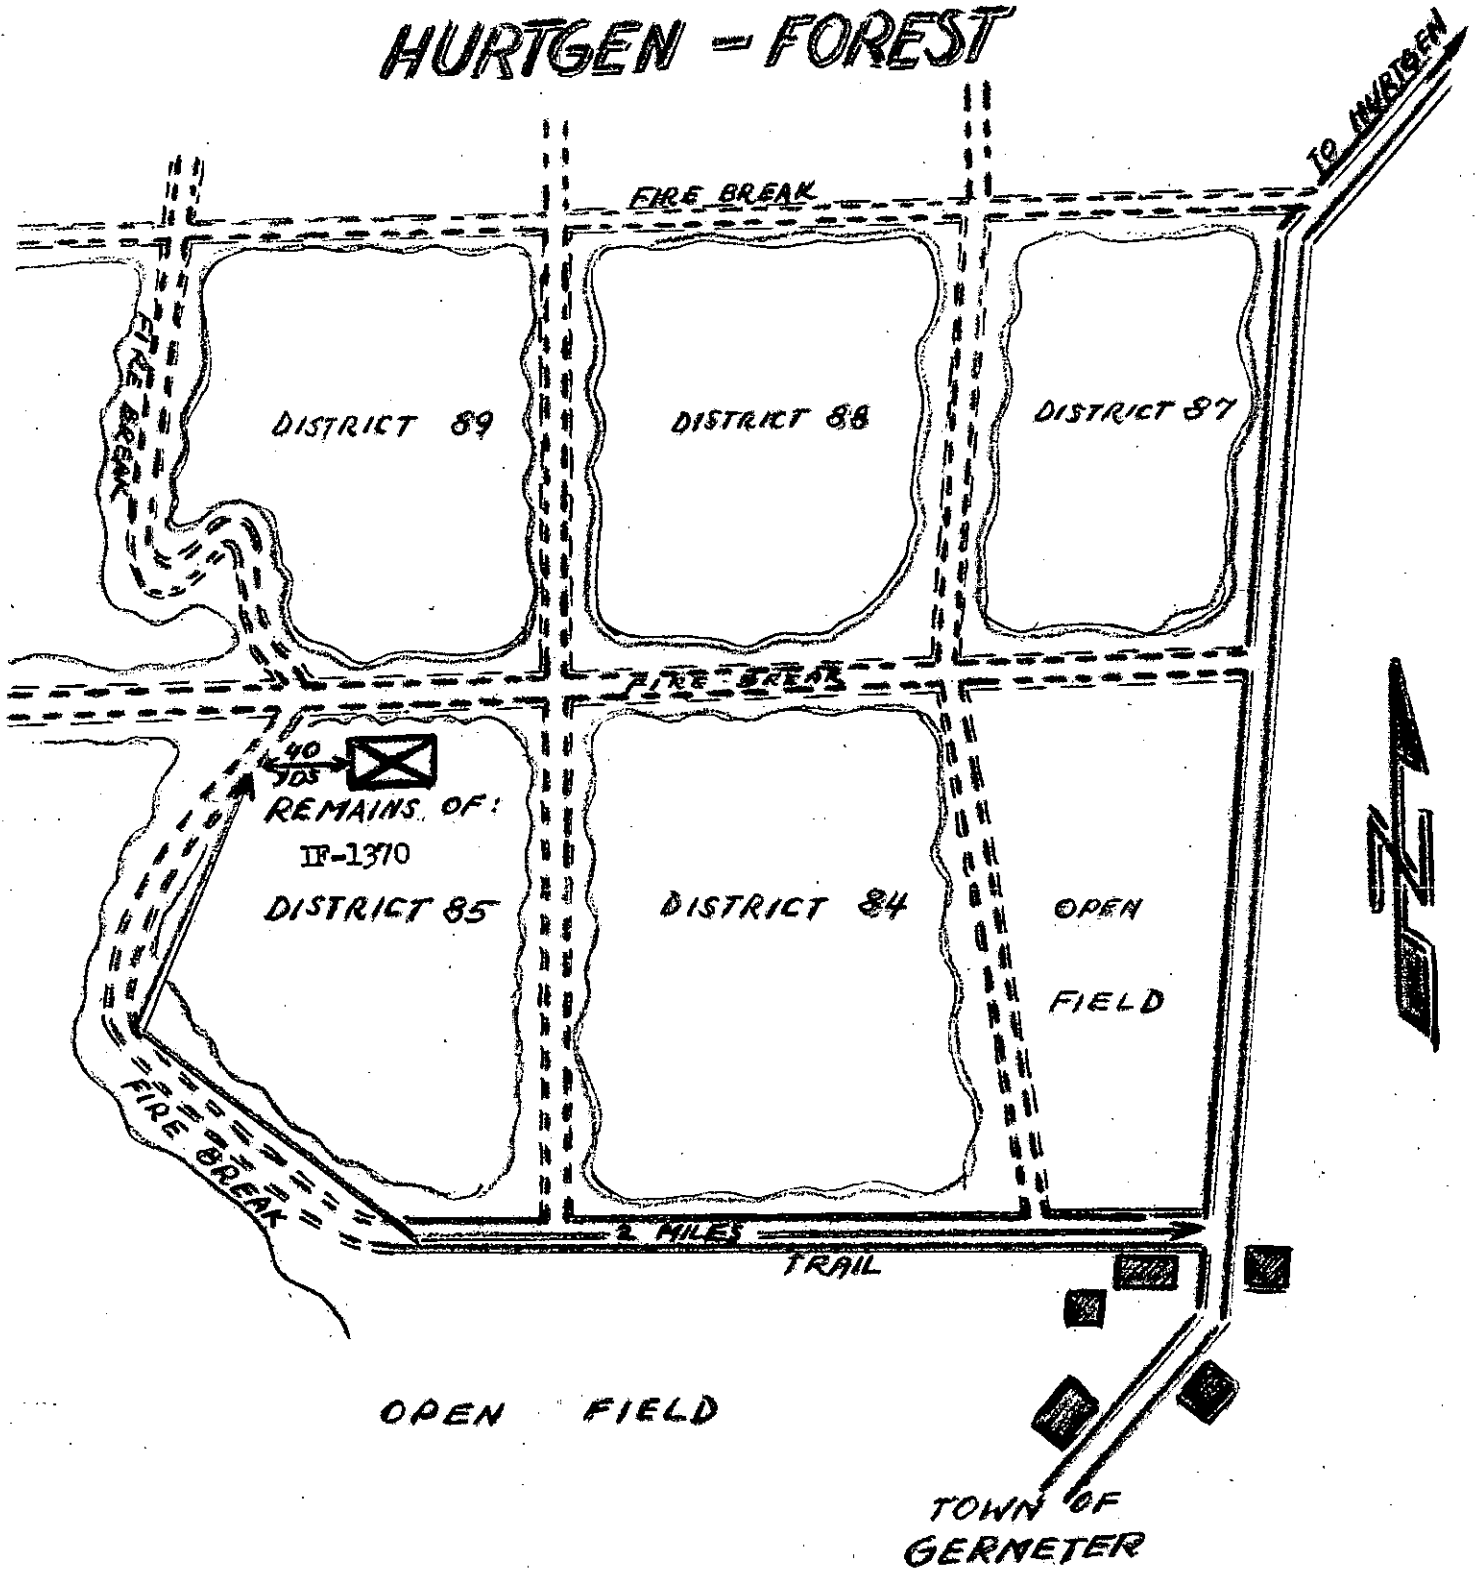 HURTGEN - FOREST
TO HURTGEN
FIRE BREAK
FIRE BREAK
DISTRICT 89
DISTRICT 88
DISTRICT 87
FIRE BREAK
40
YDS
REMAINS OF:
IF-1370
DISTRICT 85
DISTRICT 84
OPEN
FIELD
N
FIRE BREAK
2 MILES
TRAIL
OPEN FIELD
TOWN OF
GERMETER